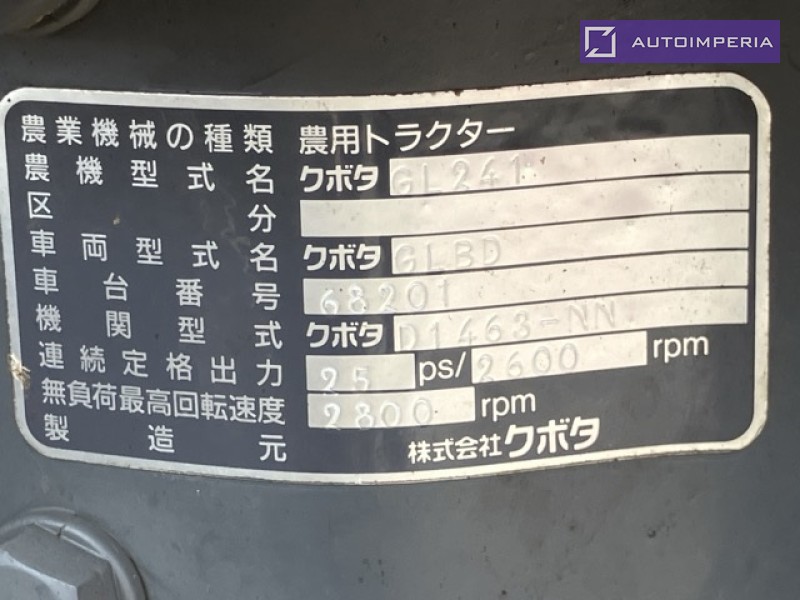 AUTOIMPERIA
農業機械の種類 農用トラクター
農機型式名 クボタ GL241
区分
車両型式名 クボタ GLBD
車台番号 68201
機関型式 クボタ D1463-NN
連続定格出力 25 ps/2600 rpm
無負荷最高回転速度 2800 rpm
製造元 株式会社クボタ